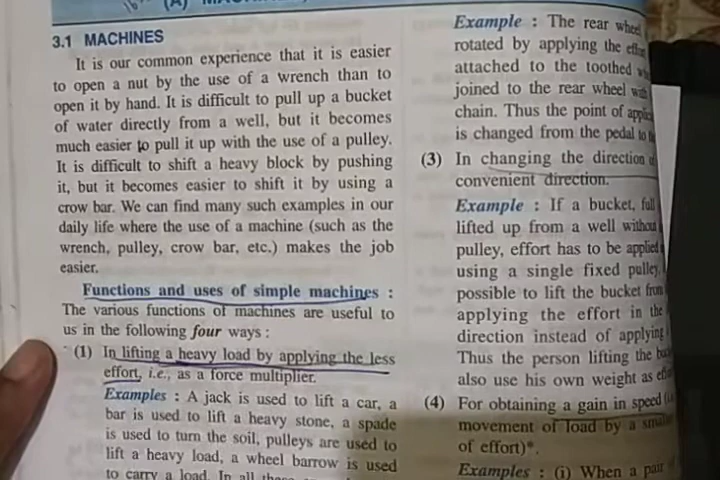 3.1 MACHINES
It is our common experience that it is easier
to open a nut by the use of a wrench than to
open it by hand. It is difficult to pull up a bucket
of water directly from a well, but it becomes
much easier to pull it up with the use of a pulley.
It is difficult to shift a heavy block by pushing
it, but it becomes easier to shift it by using a
crow bar. We can find many such examples in our
daily life where the use of a machine (such as the
wrench, pulley, crow bar, etc.) makes the job
easier.
Functions and uses of simple machines :
The various functions of machines are useful to
us in the following four ways :
(1) In lifting a heavy load by applying the less
effort, i.e., as a force multiplier.
Examples : A jack is used to lift a car, a
bar is used to lift a heavy stone, a spade
is used to turn the soil, pulleys are used to
lift a heavy load, a wheel barrow is used
to carry a load. In all
Example : The rear wheel
rotated by applying the
attached to the toothed
joined to the rear wheel
chain. Thus the point of
is changed from the pedal to
(3) In changing the direction
convenient direction.
Example : If a bucket, full
lifted up from a well without
pulley, effort has to be applied
using a single fixed pulley,
possible to lift the bucket from
applying the effort in the
direction instead of applying
Thus the person lifting the
also use his own weight as
(4) For obtaining a gain in speed
movement of load by a
of effort)*.
Examples : (i) When a pair